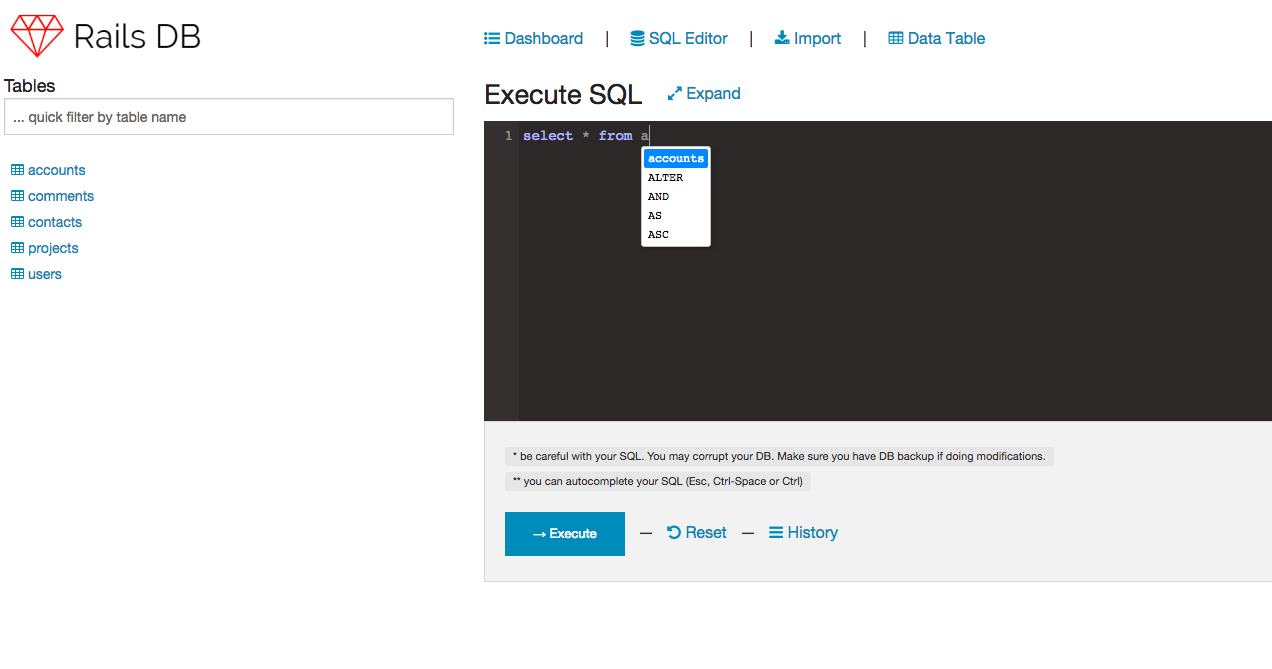 Rails DB
Dashboard | SQL Editor | Import | Data Table
Tables
... quick filter by table name
accounts
comments
contacts
projects
users
Execute SQL Expand
1 select * from a
accounts
ALTER
AND
AS
ASC
* be careful with your SQL. You may corrupt your DB. Make sure you have DB backup if doing modifications.
** you can autocomplete your SQL (Esc, Ctrl-Space or Ctrl)
→ Execute — Reset — History